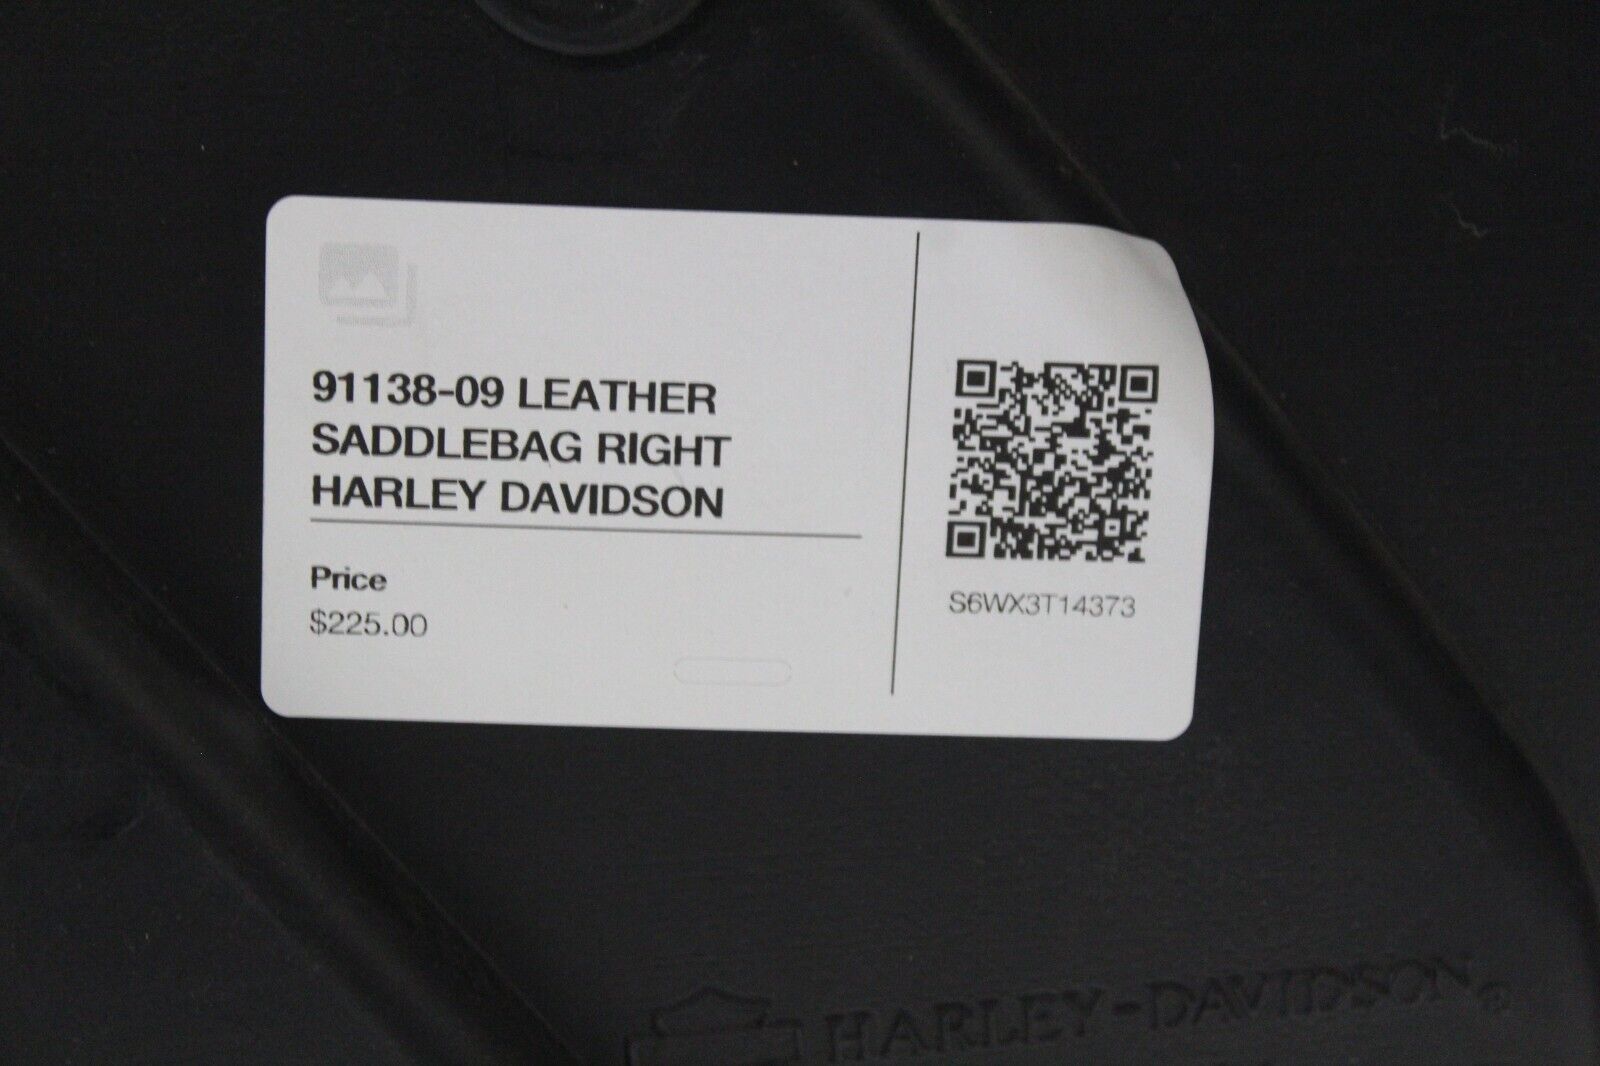 91138-09 LEATHER
SADDLEBAG RIGHT
HARLEY DAVIDSON
Price
$225.00
S6WX3T14373
HARLEY-DAVIDSON®